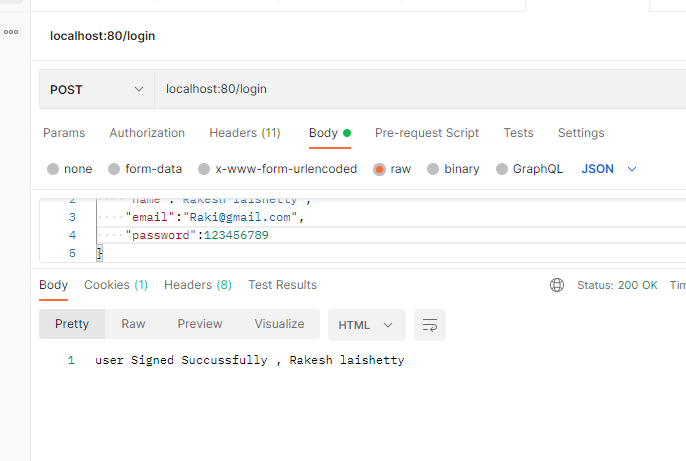 localhost:80/login
POST localhost:80/login
Params Authorization Headers (11) Body Pre-request Script Tests Settings
none form-data x-www-form-urlencoded raw binary GraphQL JSON
2 "name":"Rakesh laishetty",
3 "email":"Raki@gmail.com",
4 "password":123456789
5 }
Body Cookies (1) Headers (8) Test Results Status: 200 OK Tim
Pretty Raw Preview Visualize HTML
1 user Signed Succussfully , Rakesh laishetty